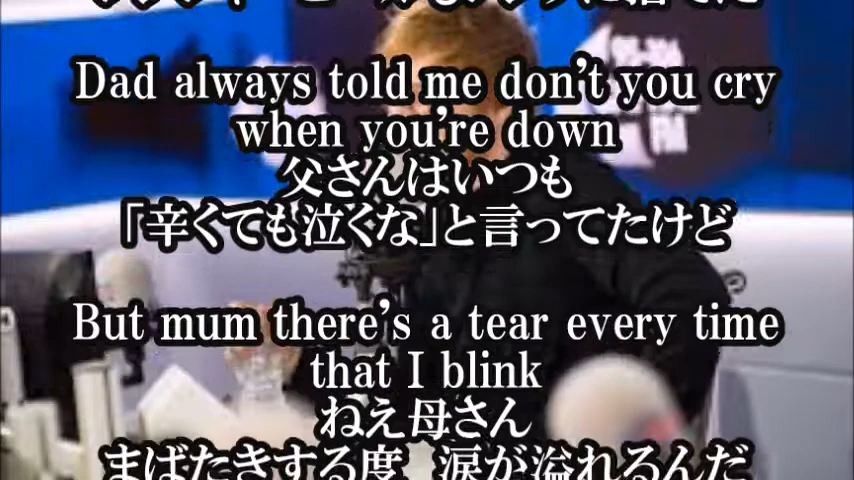 Dad always told me don't you cry
when you're down
父さんはいつも
「辛くても泣くな」と言ってたけど
But mum there's a tear every time
that I blink
ねえ母さん
まばたきする度 涙が溢れるんだ